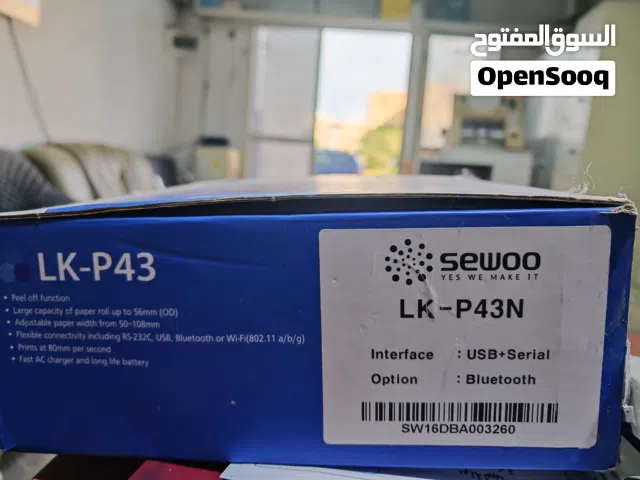 السوق المفتوح
OpenSooq
LK-P43
• Peel off function
• Large capacity of paper roll up to 56mm (OD)
• Adjustable paper width from 50~108mm
• Flexible connectivity including RS-232C, USB, Bluetooth or Wi-Fi(802.11 a/b/g)
• Prints at 80mm per second
• Fast AC charger and long life battery
sewoo
YES WE MAKE IT
LK-P43N
Interface : USB+Serial
Option : Bluetooth
SW16DBA003260